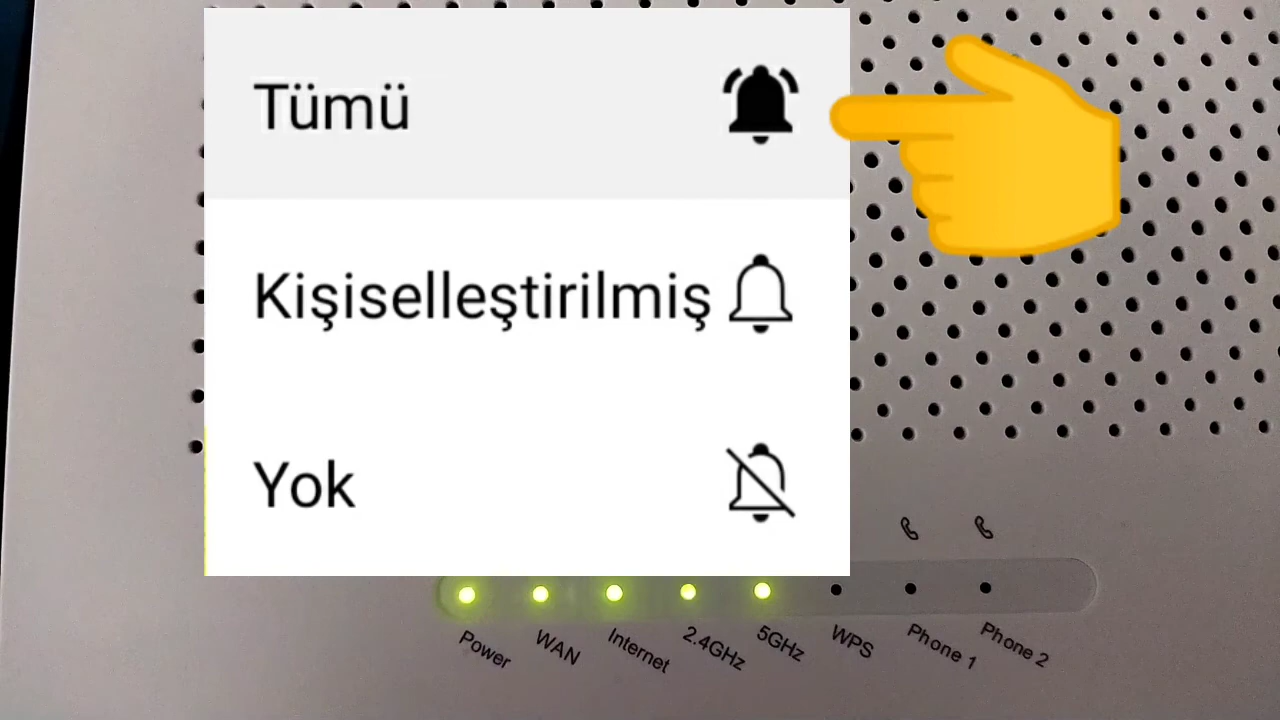 Tümü
Kişiselleştirilmiş
Yok
Power
WAN
Internet
2.4GHz
5GHz
WPS
Phone 1
Phone 2